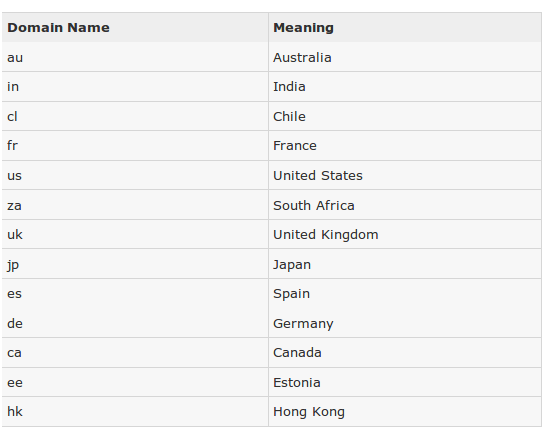 Domain Name Meaning
au Australia
in India
cl Chile
fr France
us United States
za South Africa
uk United Kingdom
jp Japan
es Spain
de Germany
ca Canada
ee Estonia
hk Hong Kong